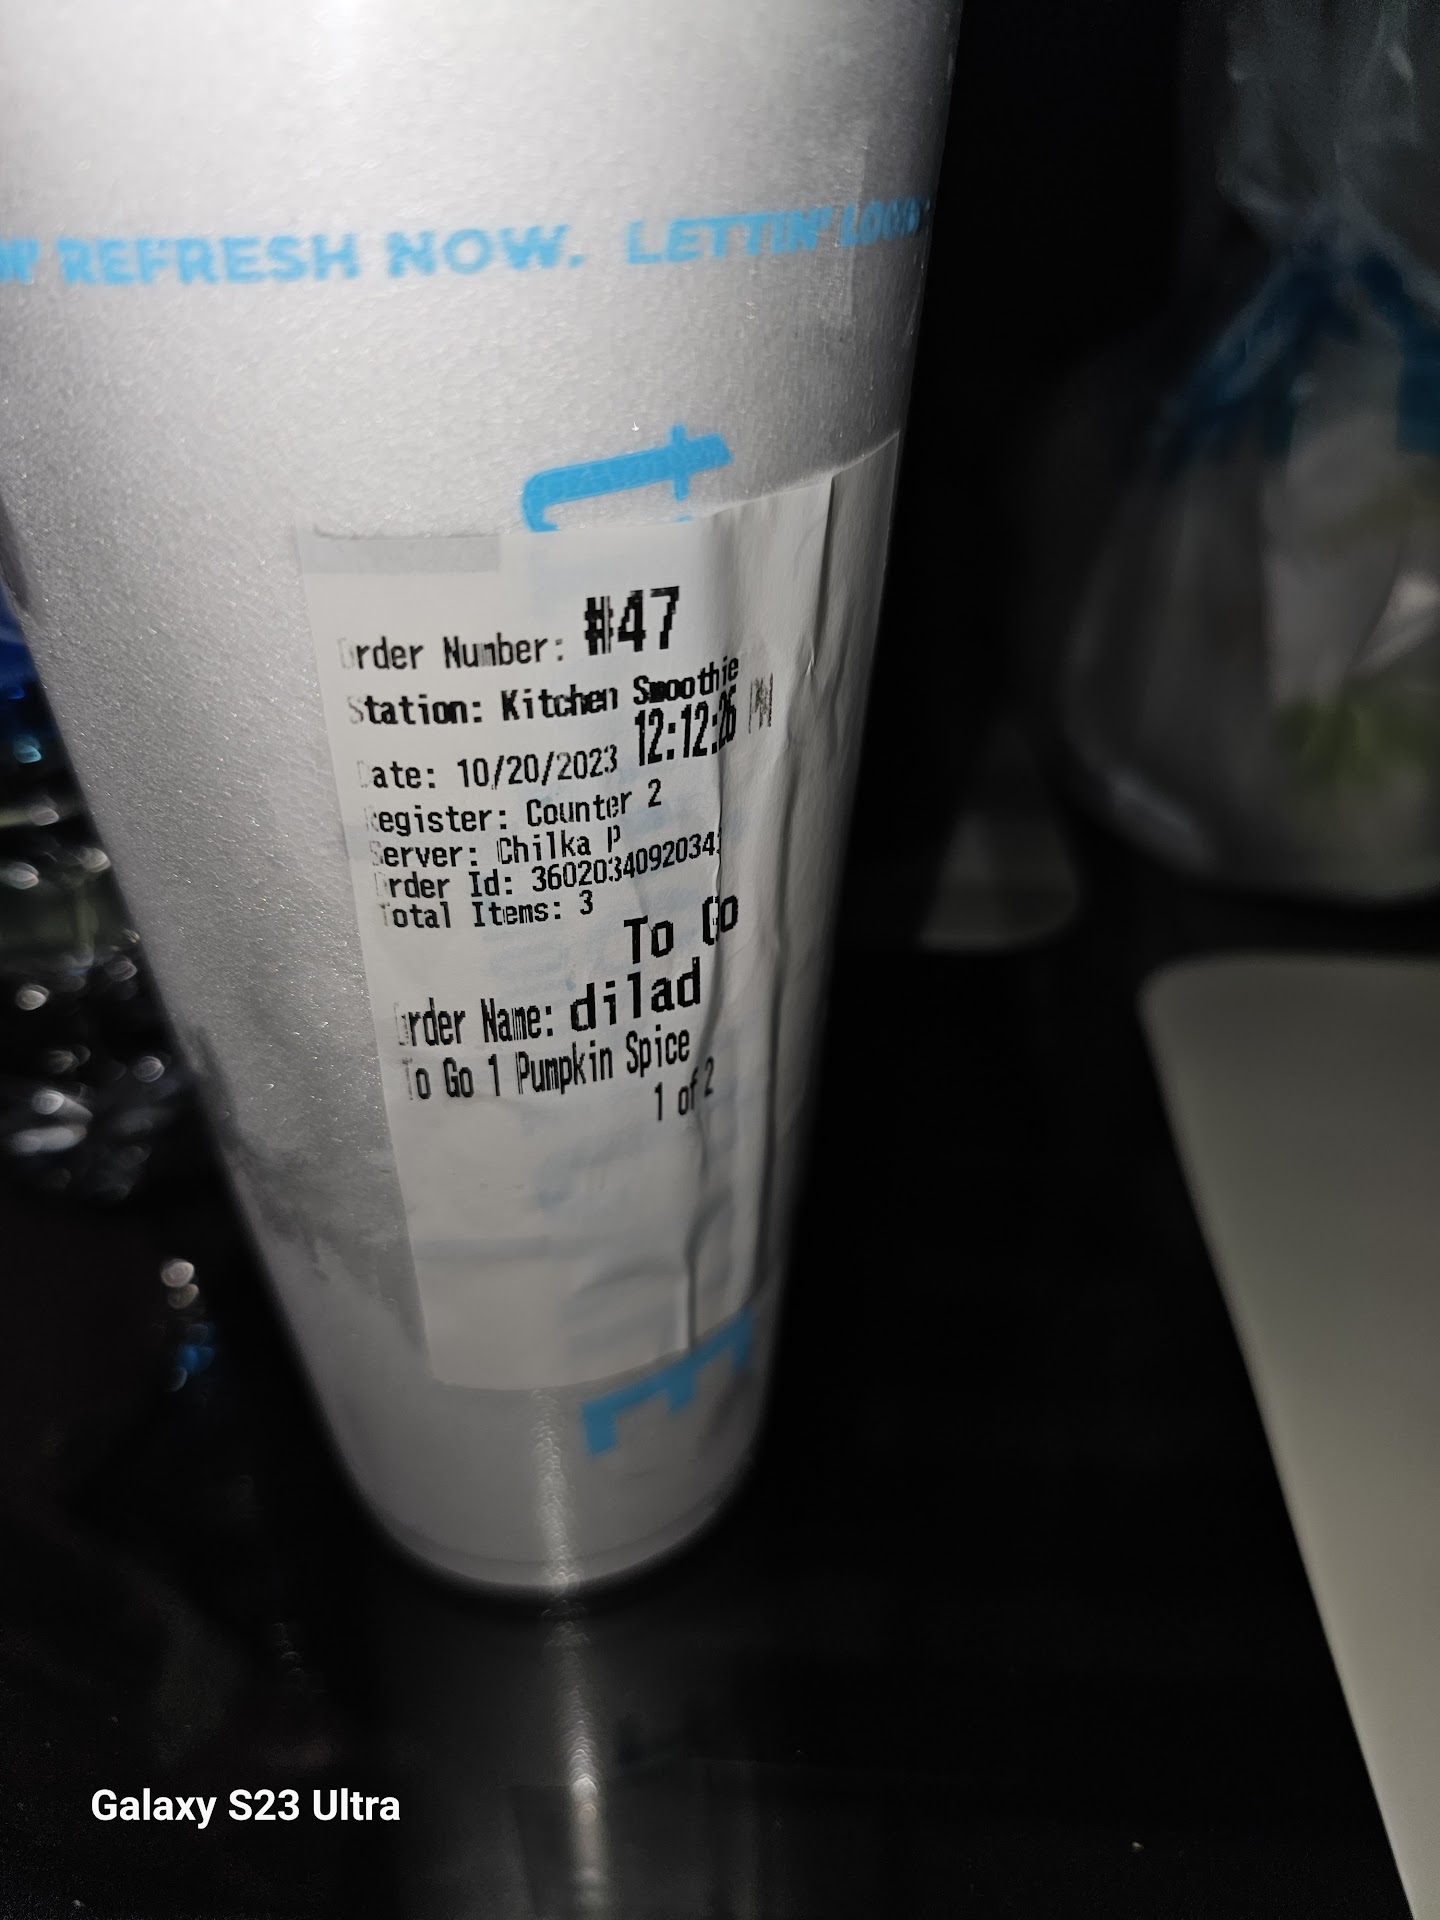 REFRESH NOW. LETTIN'
t
Order Number: #47
Station: Kitchen Smoothie
12:12:26 PM
Date: 10/20/2023
Register: Counter 2
Server: Chilka P
Order Id: 3602034092034
Total Items: 3
To Go
Order Name: dilad
To Go 1 Pumpkin Spice
1 of 2
Galaxy S23 Ultra